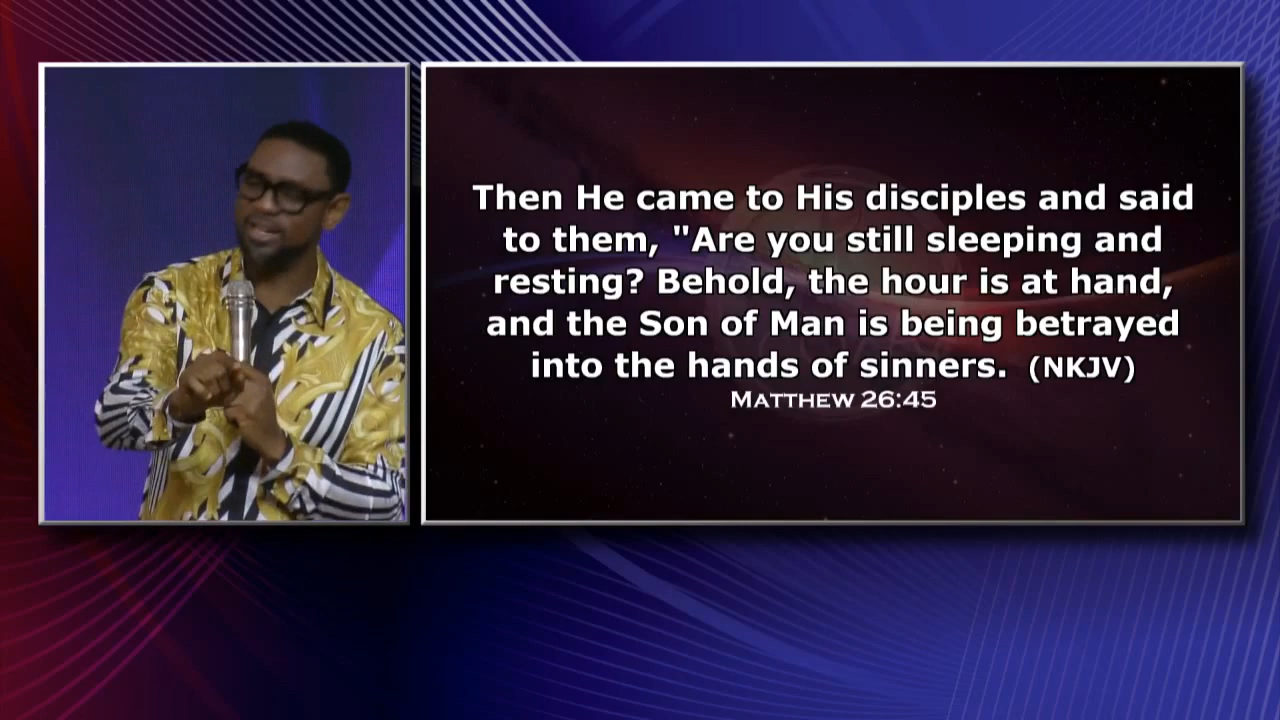 Then He came to His disciples and said
to them, "Are you still sleeping and
resting? Behold, the hour is at hand,
and the Son of Man is being betrayed
into the hands of sinners. (NKJV)
Matthew 26:45